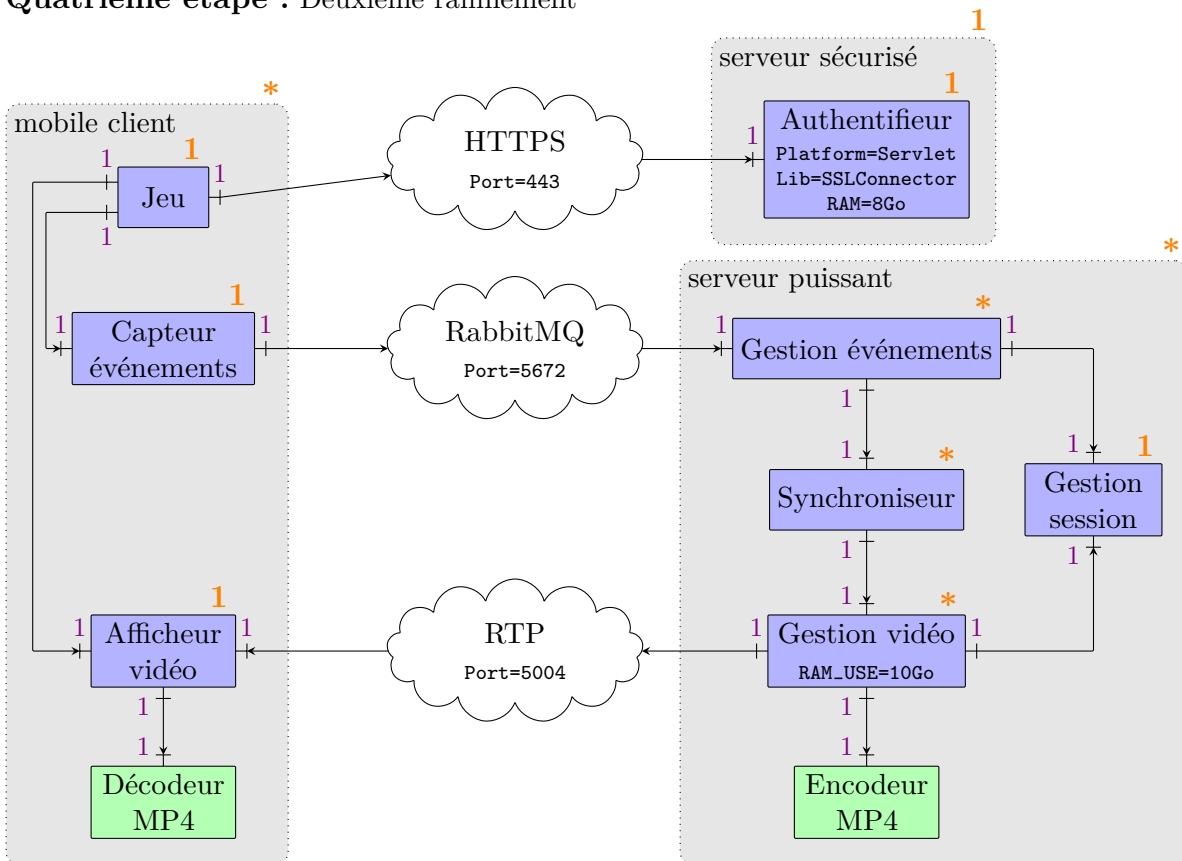 Quatrième étape : Deuxième raffinement
1
serveur sécurisé
1
Authentifieur
Platform=Servlet
Lib=SSLConnector
RAM=8Go
1
*
mobile client
1
Jeu
1
1
1
HTTPS
Port=443
*
serveur puissant
1
Capteur
événements
1
1
RabbitMQ
Port=5672
*
1
Gestion événements
1
1
1
*
Synchroniseur
1
1
1
Gestion
session
1
1
1
Afficheur
vidéo
1
1
1
RTP
Port=5004
*
1
Gestion vidéo
RAM_USE=10Go
1
1
1
1
Décodeur
MP4
1
Encodeur
MP4